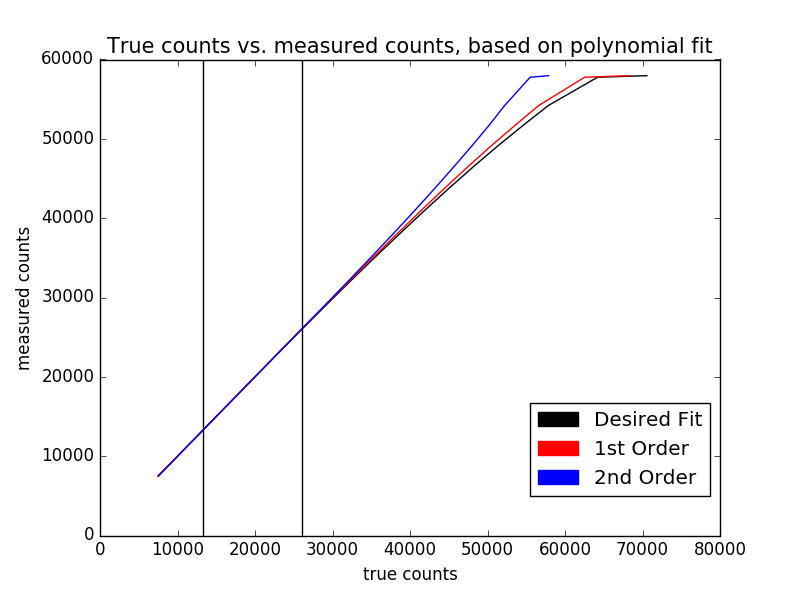 True counts vs. measured counts, based on polynomial fit
60000
50000
40000
30000
20000
10000
0
measured counts
Desired Fit
1st Order
2nd Order
0 10000 20000 30000 40000 50000 60000 70000 80000
true counts